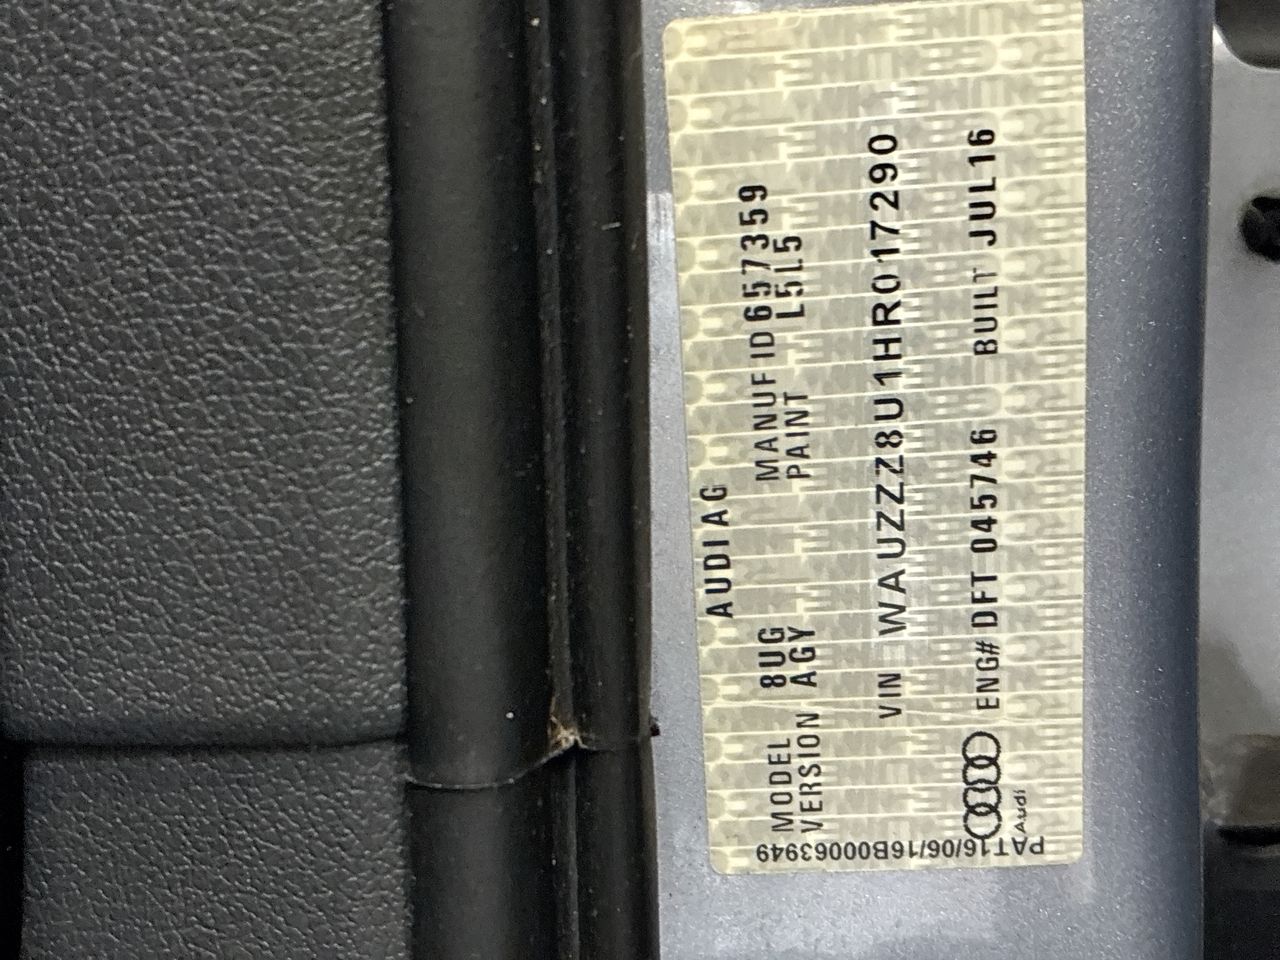 AUDI AG
MODEL 8UG MANUF ID 657359
VERSION AGY PAINT L5L5
VIN WAUZZZ8U1HR017290
ENG# DFT 045746 BUILT JUL16
Audi
PAT16/06/16B00063949